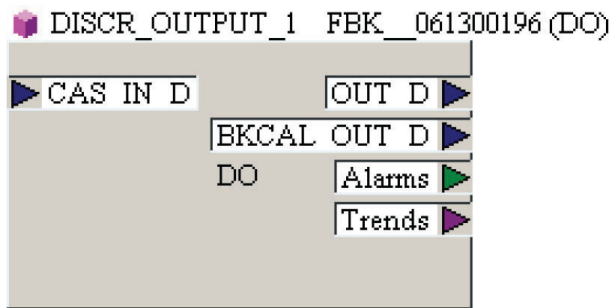 DISCR_OUTPUT_1 FBK__061300196 (DO)
CAS IN D OUT D
BKCAL OUT D
DO Alarms
Trends